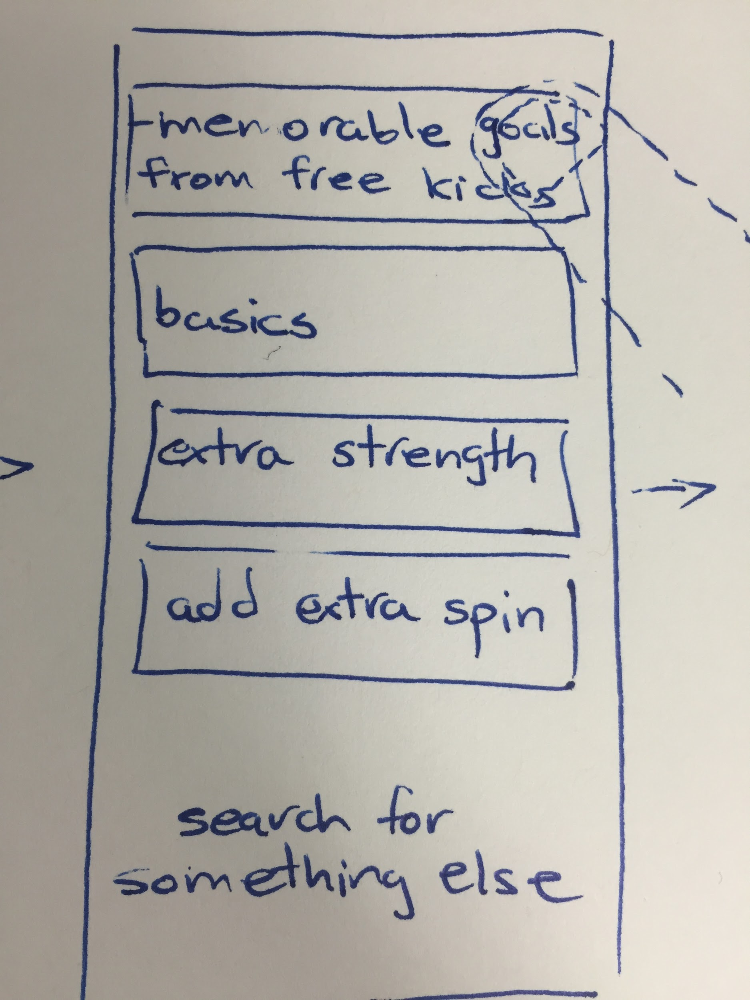 memorable goals
from free kicks
basics
extra strength
add extra spin
search for
something else